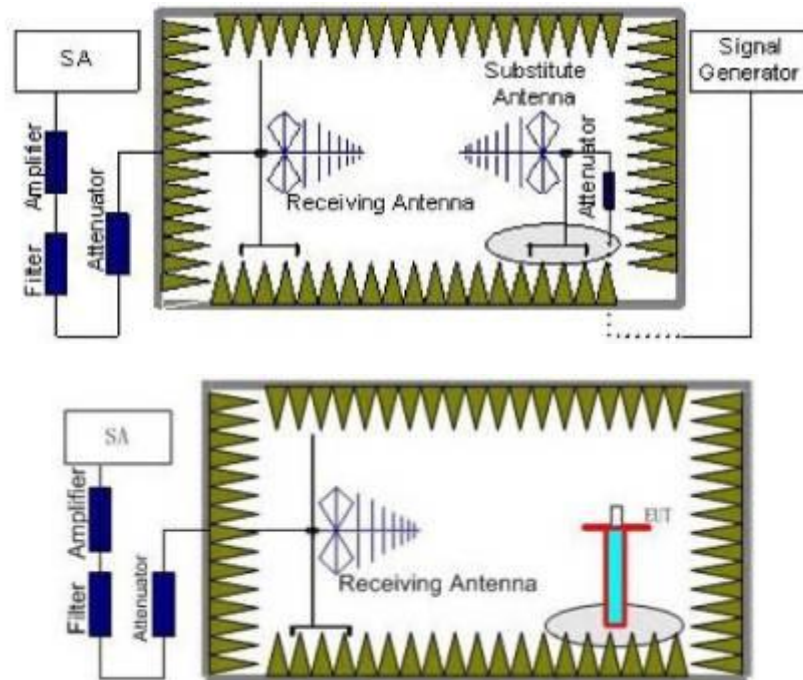 SA
Signal
Generator
Substitute
Antenna
Amplifier
Attenuator
Attenuator
Receiving Antenna
Filter
SA
Amplifier
EUT
Receiving Antenna
Filter
Attenuator